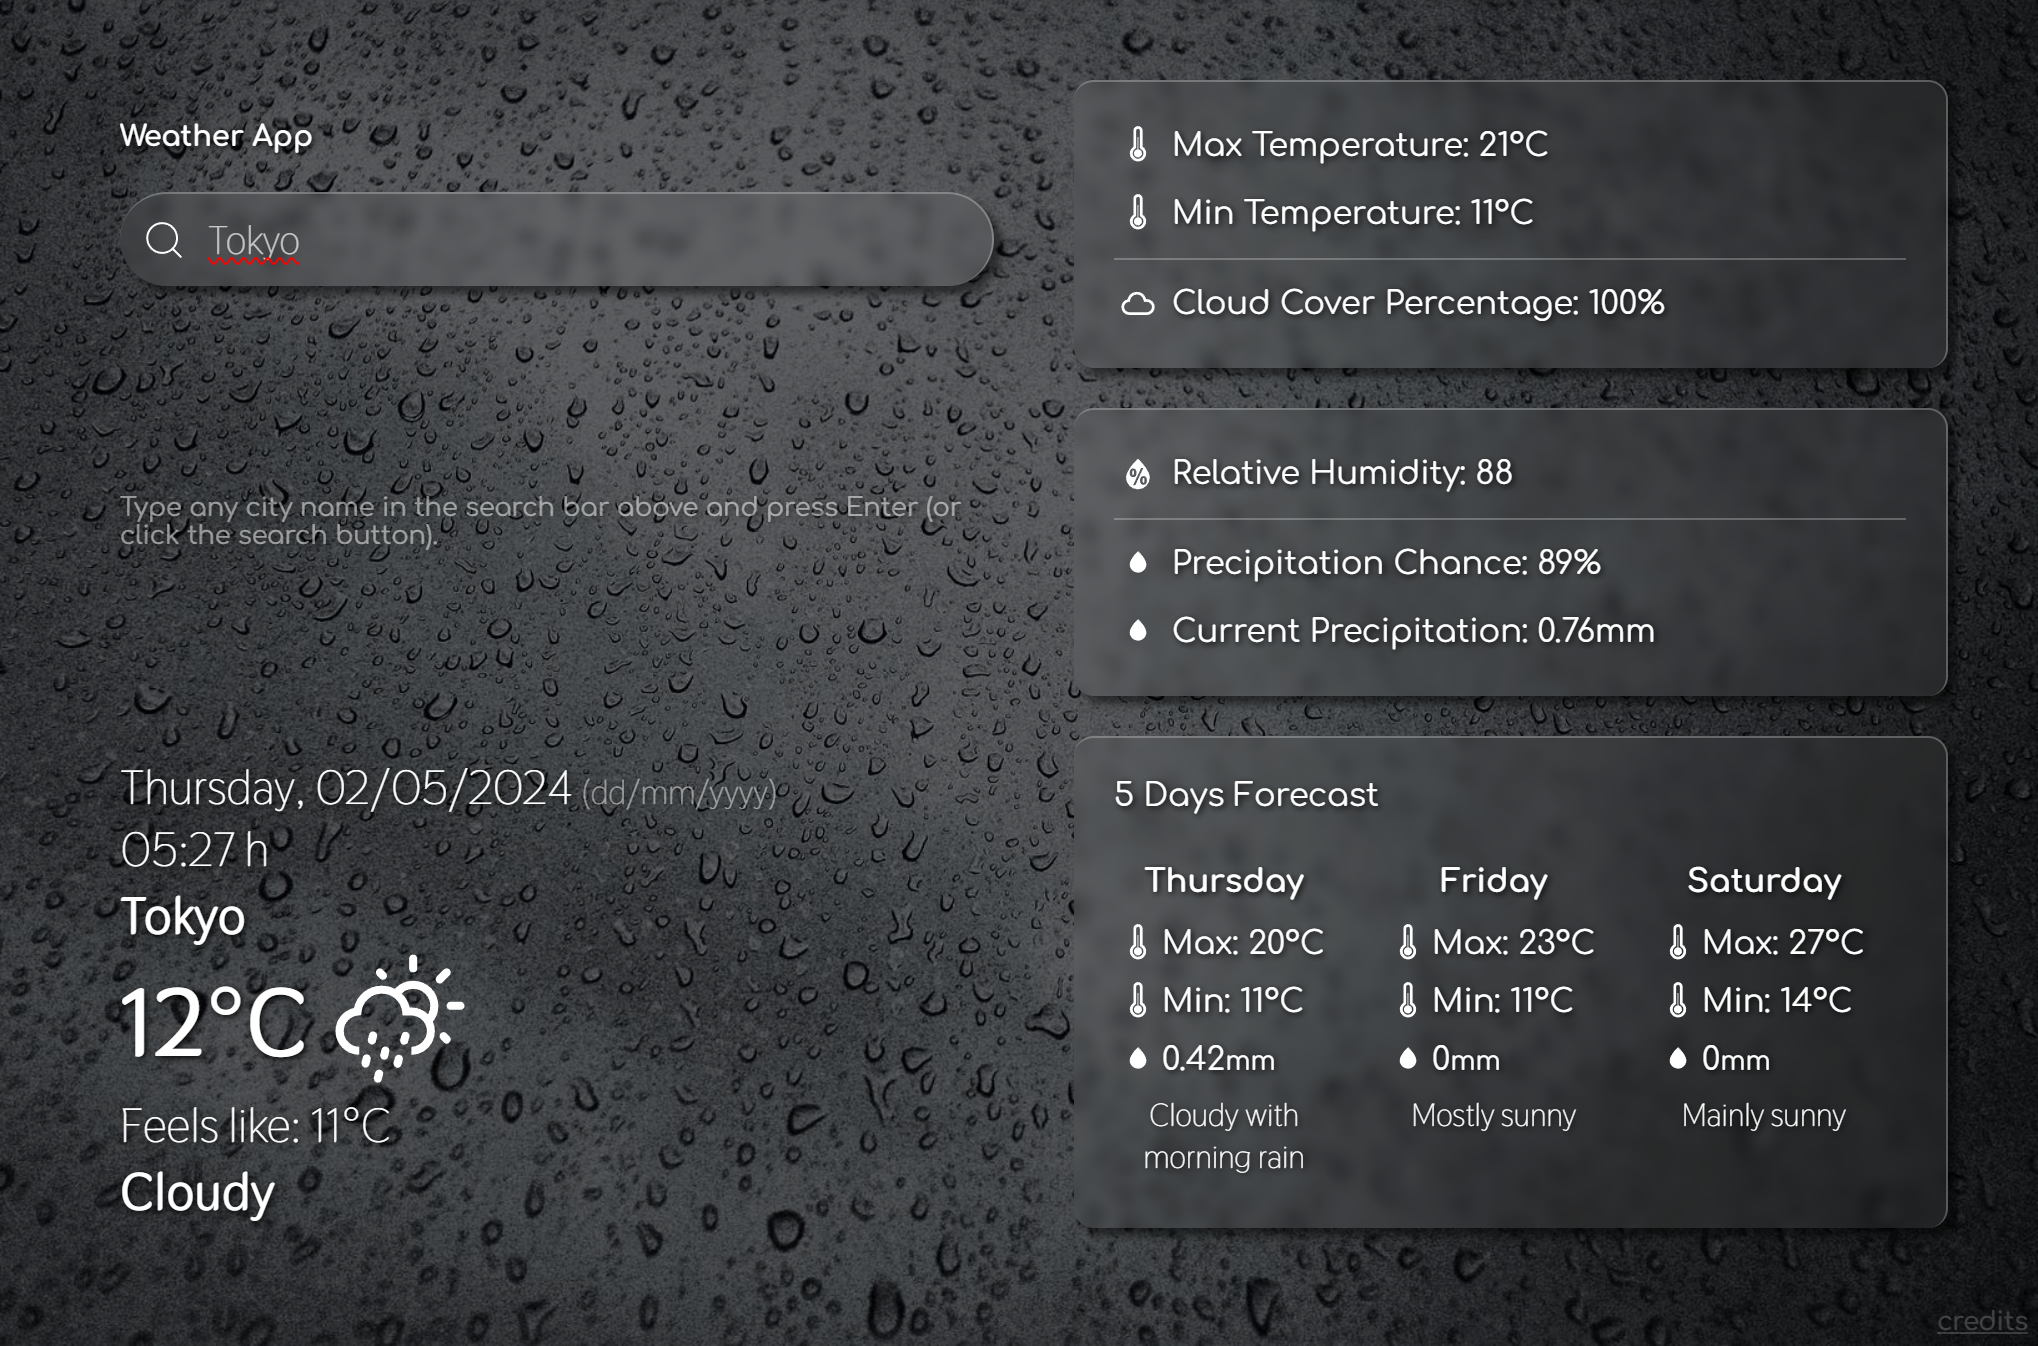 Weather App
Tokyo
Type any city name in the search bar above and press Enter (or
click the search button).
Thursday, 02/05/2024 (dd/mm/yyyy)
05:27 h
Tokyo
12°C
Feels like: 11°C
Cloudy
Max Temperature: 21°C
Min Temperature: 11°C
Cloud Cover Percentage: 100%
Relative Humidity: 88
Precipitation Chance: 89%
Current Precipitation: 0.76mm
5 Days Forecast
Thursday
Max: 20°C
Min: 11°C
0.42mm
Cloudy with
morning rain
Friday
Max: 23°C
Min: 11°C
0mm
Mostly sunny
Saturday
Max: 27°C
Min: 14°C
0mm
Mainly sunny
credits